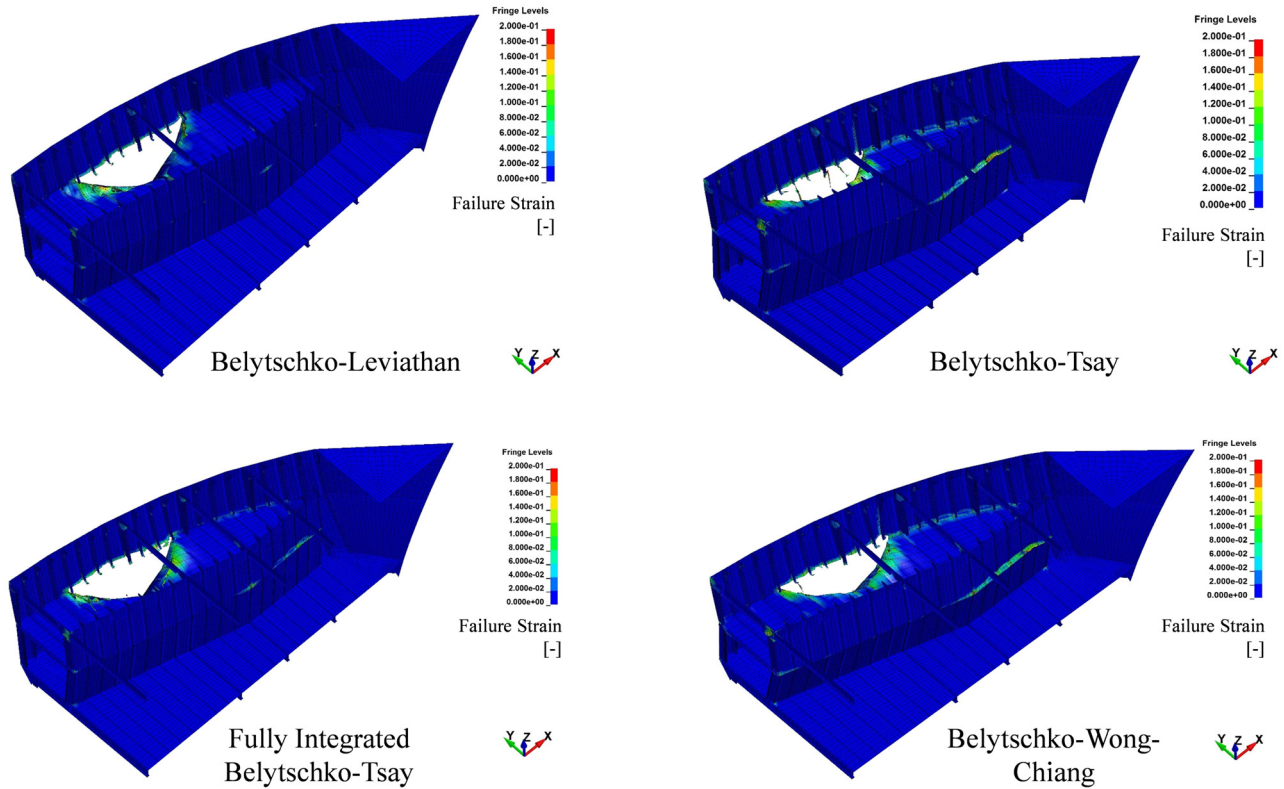 Fringe Levels
2.000e-01
1.800e-01
1.600e-01
1.400e-01
1.200e-01
1.000e-01
8.000e-02
6.000e-02
4.000e-02
2.000e-02
0.000e+00
Failure Strain
[-]
Belytschko-Leviathan
Y Z X
Fringe Levels
2.000e-01
1.800e-01
1.600e-01
1.400e-01
1.200e-01
1.000e-01
8.000e-02
6.000e-02
4.000e-02
2.000e-02
0.000e+00
Failure Strain
[-]
Belytschko-Tsay
Y Z X
Fringe Levels
2.000e-01
1.800e-01
1.600e-01
1.400e-01
1.200e-01
1.000e-01
8.000e-02
6.000e-02
4.000e-02
2.000e-02
0.000e+00
Failure Strain
[-]
Fully Integrated
Belytschko-Tsay
Y Z X
Fringe Levels
2.000e-01
1.800e-01
1.600e-01
1.400e-01
1.200e-01
1.000e-01
8.000e-02
6.000e-02
4.000e-02
2.000e-02
0.000e+00
Failure Strain
[-]
Belytschko-Wong-
Chiang
Y Z X